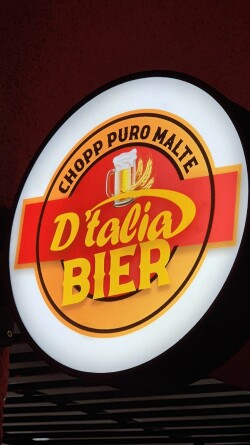 CHOPP PURO MALTE
D'talia
BIER